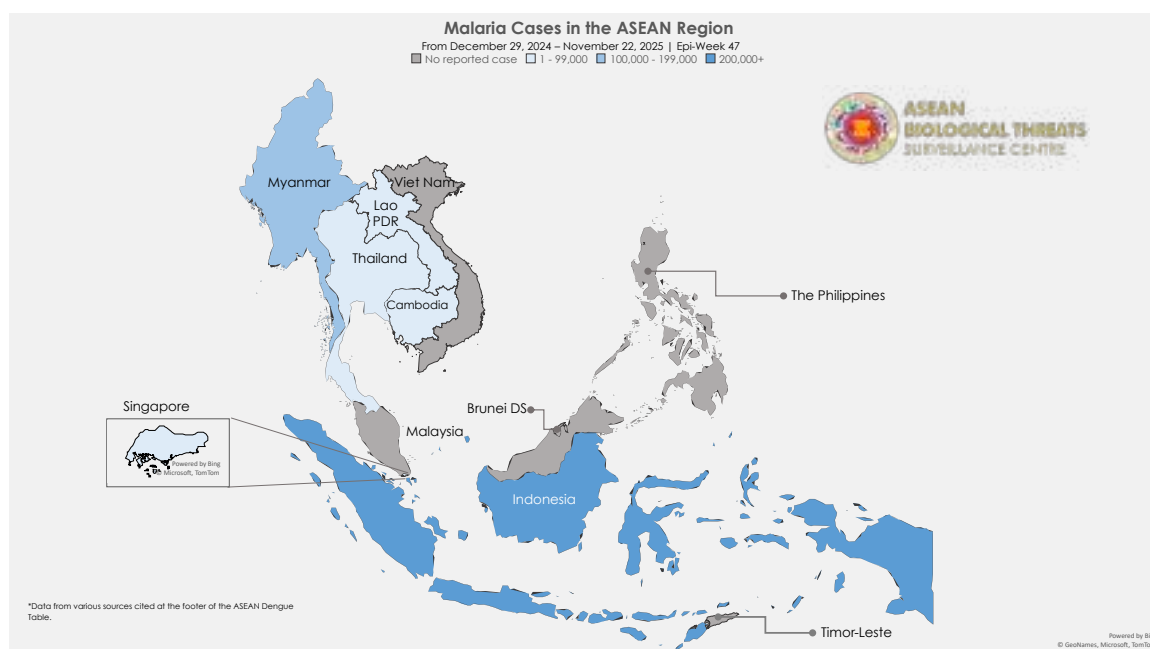 Malaria Cases in the ASEAN Region
From December 29, 2024 – November 22, 2025 | Epi-Week 47
No reported case 1 - 99,000 100,000 - 199,000 200,000+
ASEAN
BIOLOGICAL THREATS
SURVEILLANCE CENTRE
Myanmar
Viet Nam
Lao
PDR
Thailand
Cambodia
The Philippines
Singapore
Brunei DS
Malaysia
Powered by Bing
© Microsoft, TomTom
Indonesia
*Data from various sources cited at the footer of the ASEAN Dengue
Table.
Timor-Leste
Powered by Bi
© GeoNames, Microsoft, TomTo